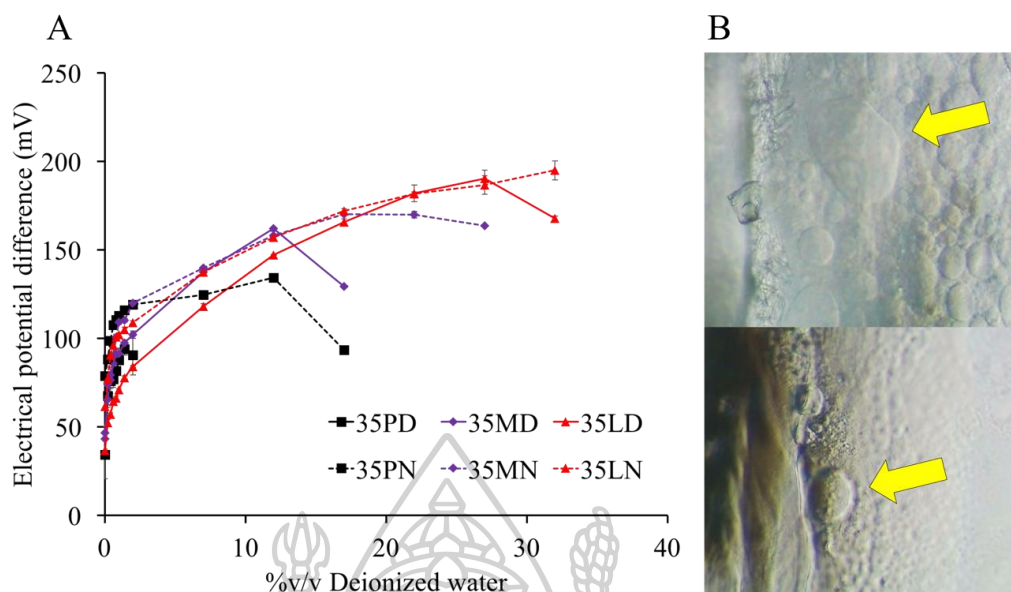 A
B
Electrical potential difference (mV)
250
200
150
100
50
0
35PD 35MD 35LD
35PN 35MN 35LN
0 10 20 30 40
%v/v Deionized water